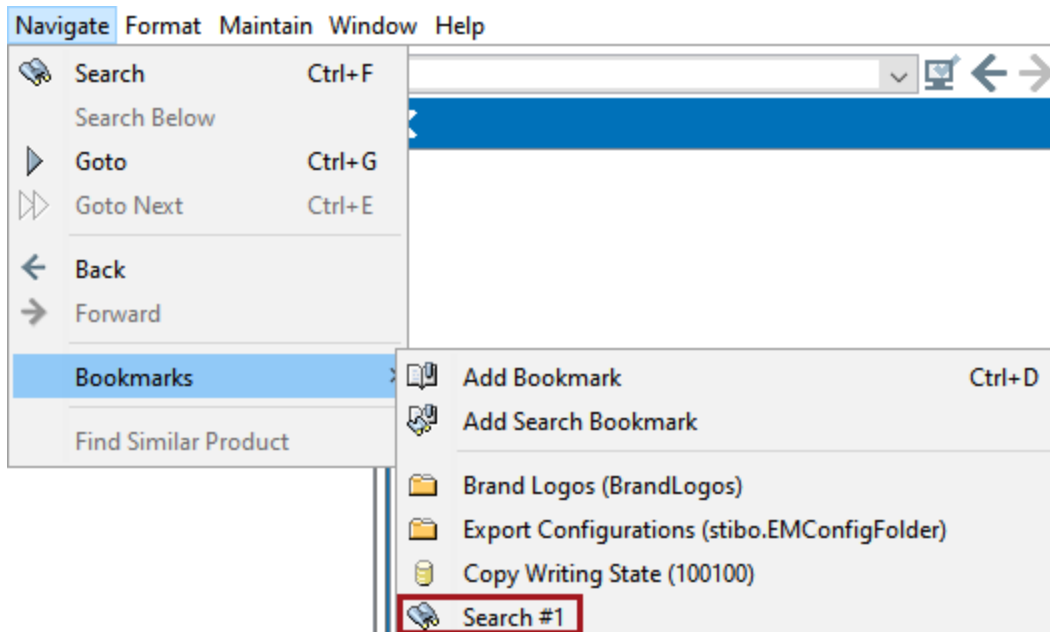 Navigate Format Maintain Window Help
Search Ctrl+F
Search Below
Goto Ctrl+G
Goto Next Ctrl+E
Back
Forward
Bookmarks
Add Bookmark Ctrl+D
Add Search Bookmark
Find Similar Product
Brand Logos (BrandLogos)
Export Configurations (stibo.EMConfigFolder)
Copy Writing State (100100)
Search #1